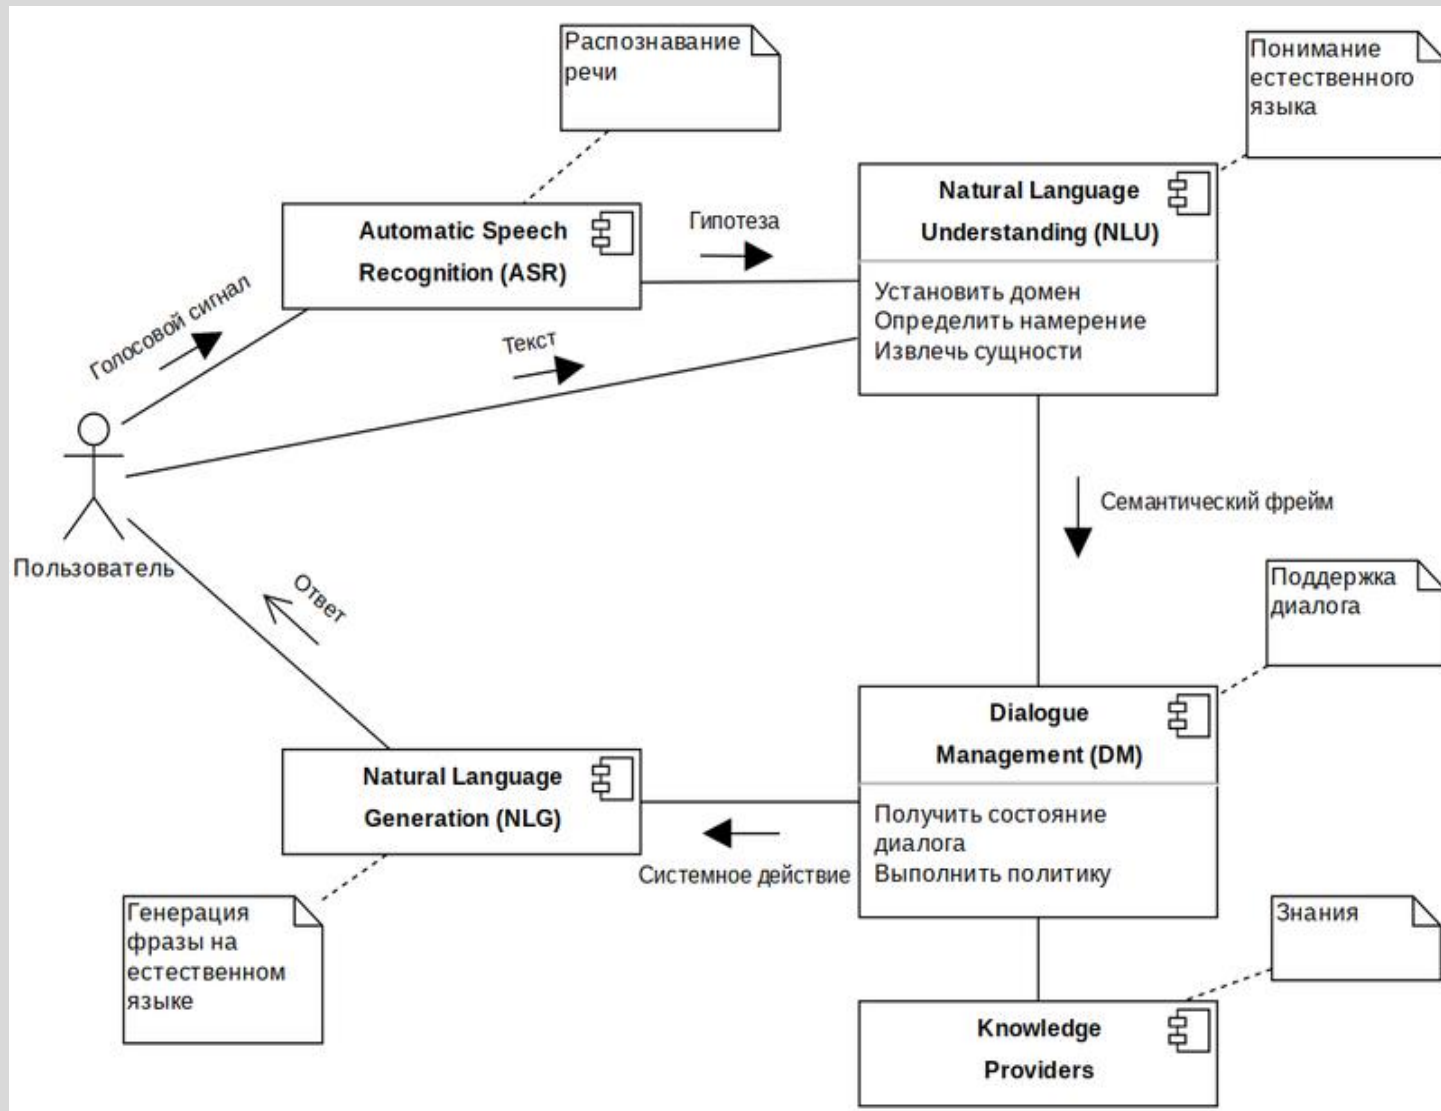 Распознавание
речи
Понимание
естественного
языка
Automatic Speech
Recognition (ASR)
Гипотеза
Natural Language
Understanding (NLU)
Установить домен
Определить намерение
Извлечь сущности
Голосовой сигнал
Текст
Пользователь
Семантический фрейм
Ответ
Поддержка
диалога
Natural Language
Generation (NLG)
Dialogue
Management (DM)
Получить состояние
диалога
Выполнить политику
Системное действие
Генерация
фразы на
естественном
языке
Знания
Knowledge
Providers